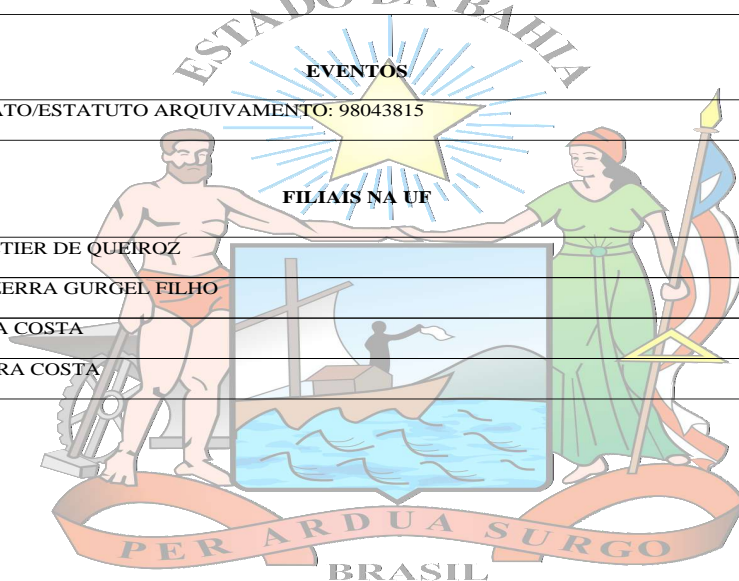 ESTADO DA BAHIA
EVENTOS
ATO/ESTATUTO ARQUIVAMENTO: 98043815
FILIAIS NA UF
TIER DE QUEIROZ
ERRA GURGEL FILHO
A COSTA
RA COSTA
PER ARDUA SURGO
BRASIL